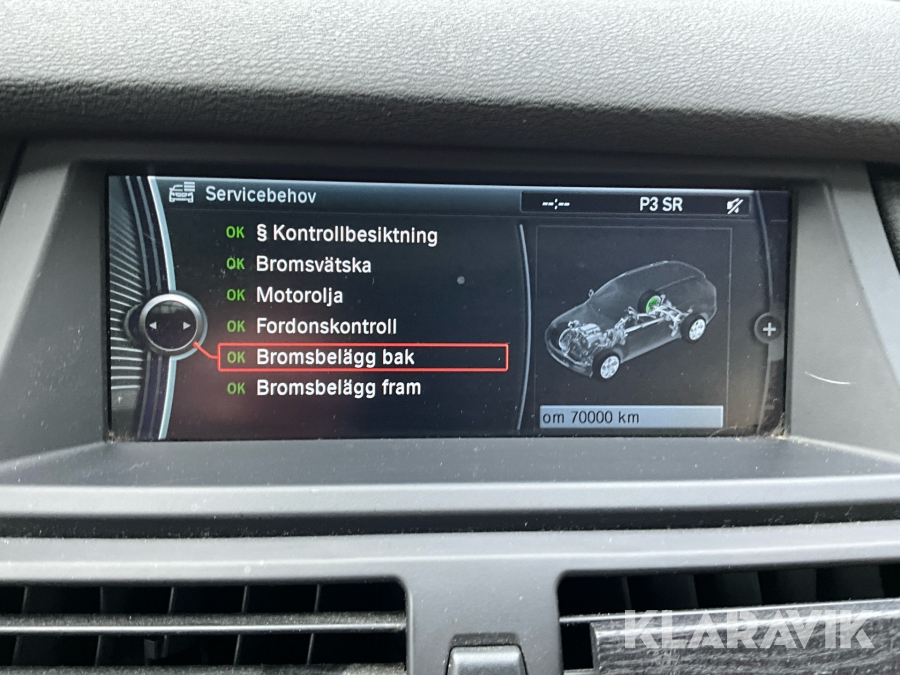 Servicebehov
--:-- P3 SR
OK § Kontrollbesiktning
OK Bromsvätska
OK Motorolja
OK Fordonskontroll
OK Bromsbelägg bak
OK Bromsbelägg fram
om 70000 km
KLARAVIK